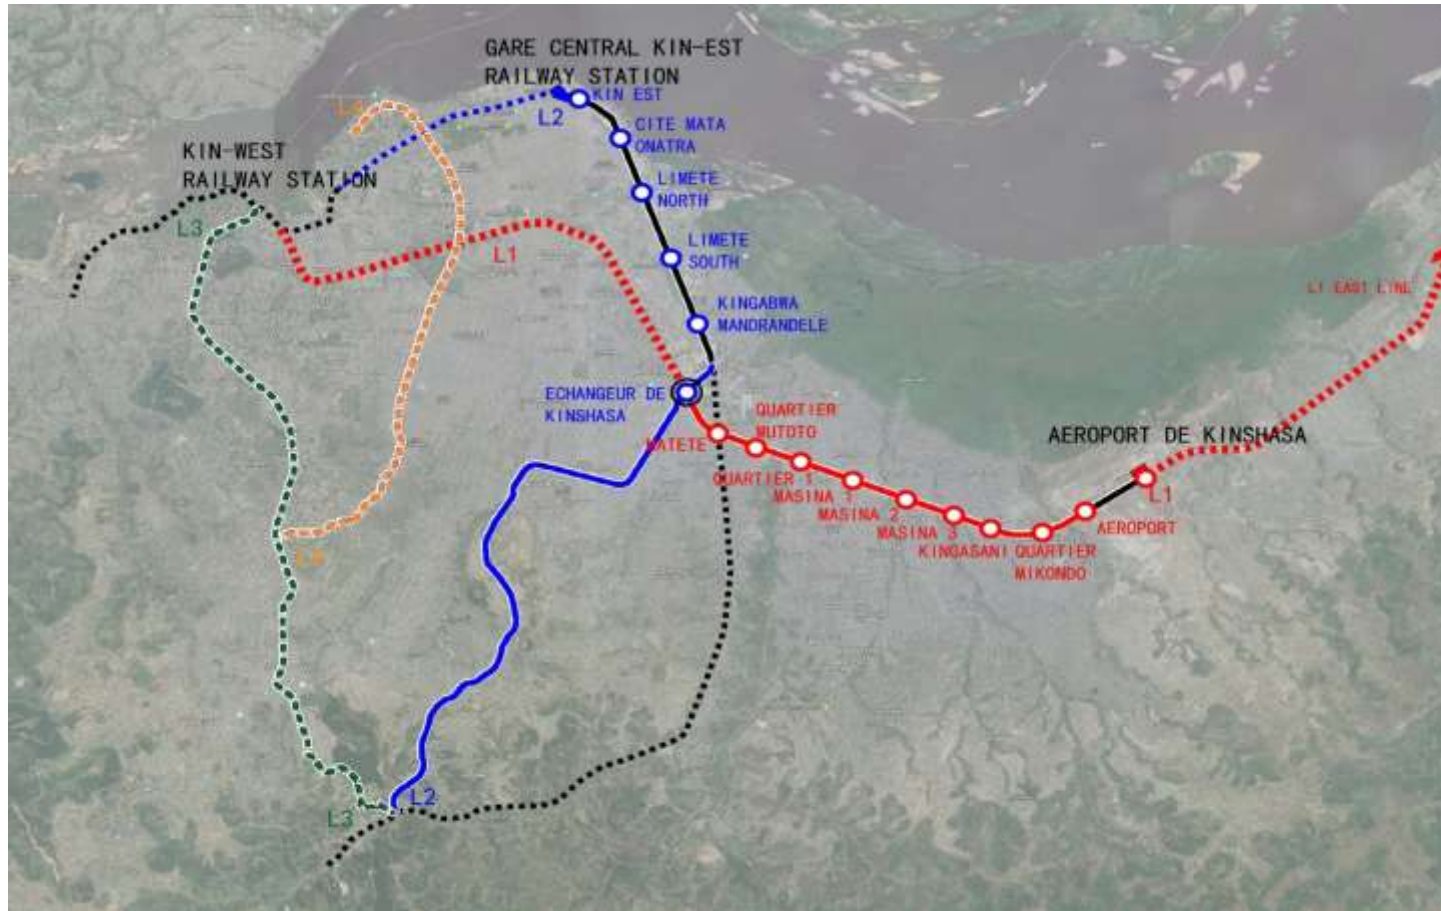 GARE CENTRAL KIN-EST
RAILWAY STATION
KIN EST
L4
L2
CITE MATA
ONATRA
KIN-WEST
RAILWAY STATION
LIMETE
NORTH
L3
L1
LIMETE
SOUTH
L1 EAST LINE
KINGABWA
MANDRANDELE
ECHANGEUR DE
KINSHASA
QUARTIER
MUTOTO
MATETE
AEROPORT DE KINSHASA
QUARTIER 1
MASINA 1
L1
MASINA 2
MASINA 3
AEROPORT
KINGASANI
QUARTIER
MIKONDO
L2
L3